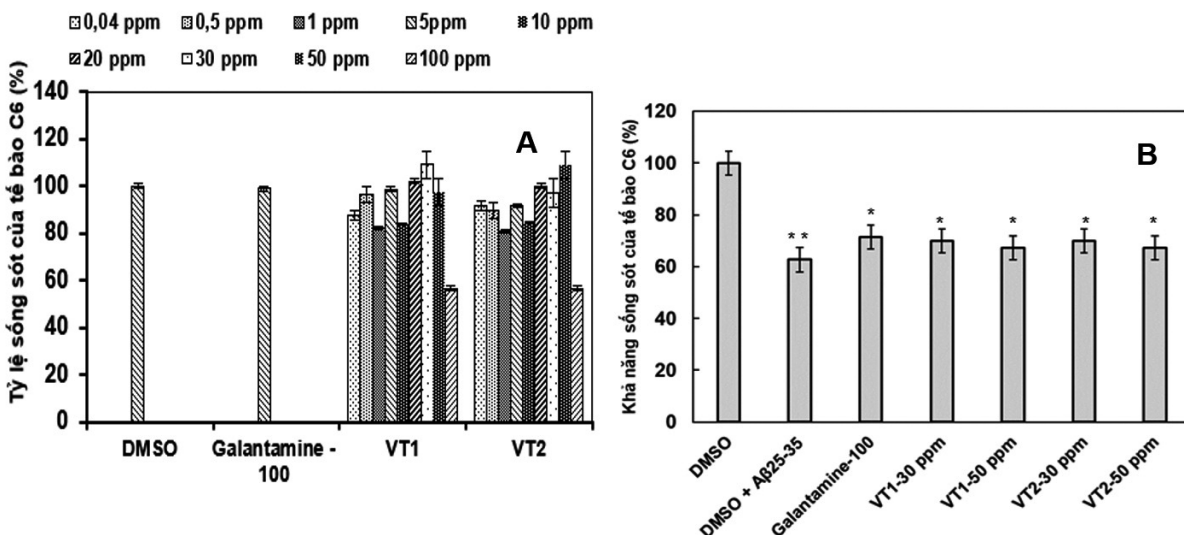 0,04 ppm 0,5 ppm 1 ppm 5ppm 10 ppm
20 ppm 30 ppm 50 ppm 100 ppm
Tỷ lệ sống sót của tế bào C6 (%)
140
120
100
80
60
40
20
0
A
DMSO
Galantamine -
100
VT1
VT2
Khả năng sống sót của tế bào C6 (%)
120
100
80
60
40
20
0
B
* *
*
*
*
*
*
DMSO
DMSO + Aβ25-35
Galantamine-100
VT1-30 ppm
VT1-50 ppm
VT2-30 ppm
VT2-50 ppm